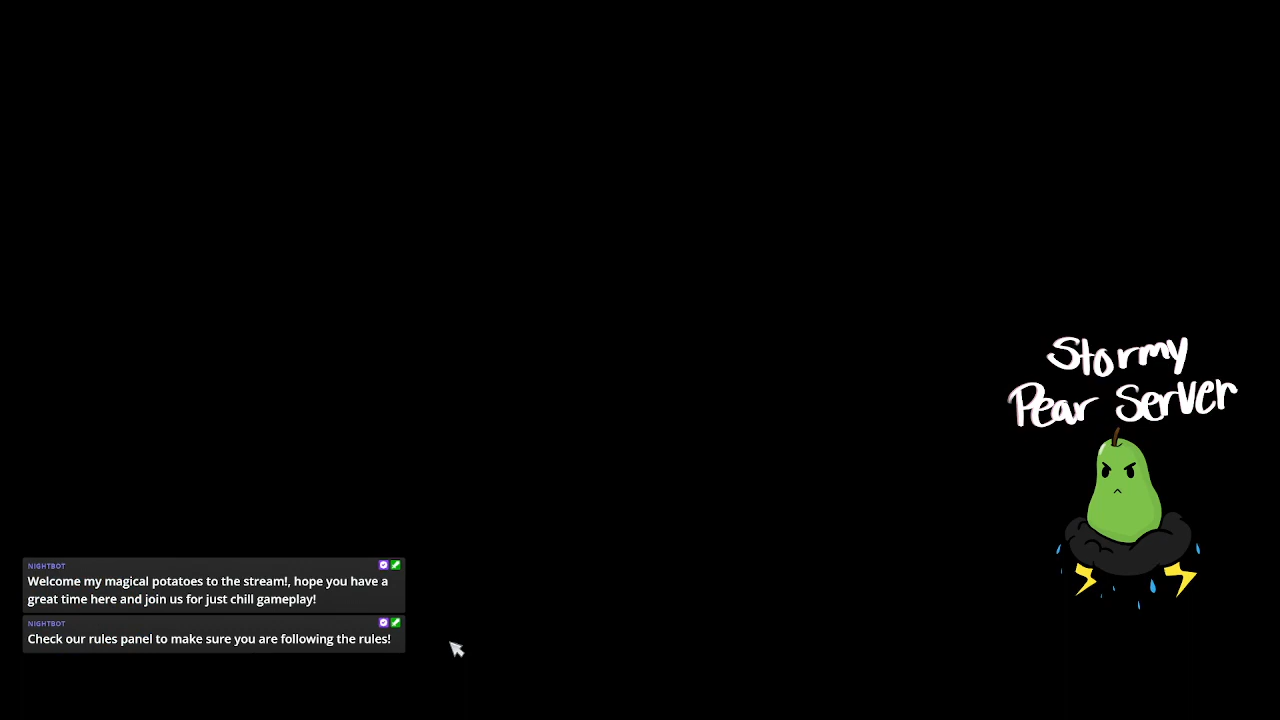 Stormy
Pear Server
NIGHTBOT
Welcome my magical potatoes to the stream!, hope you have a
great time here and join us for just chill gameplay!
NIGHTBOT
Check our rules panel to make sure you are following the rules!